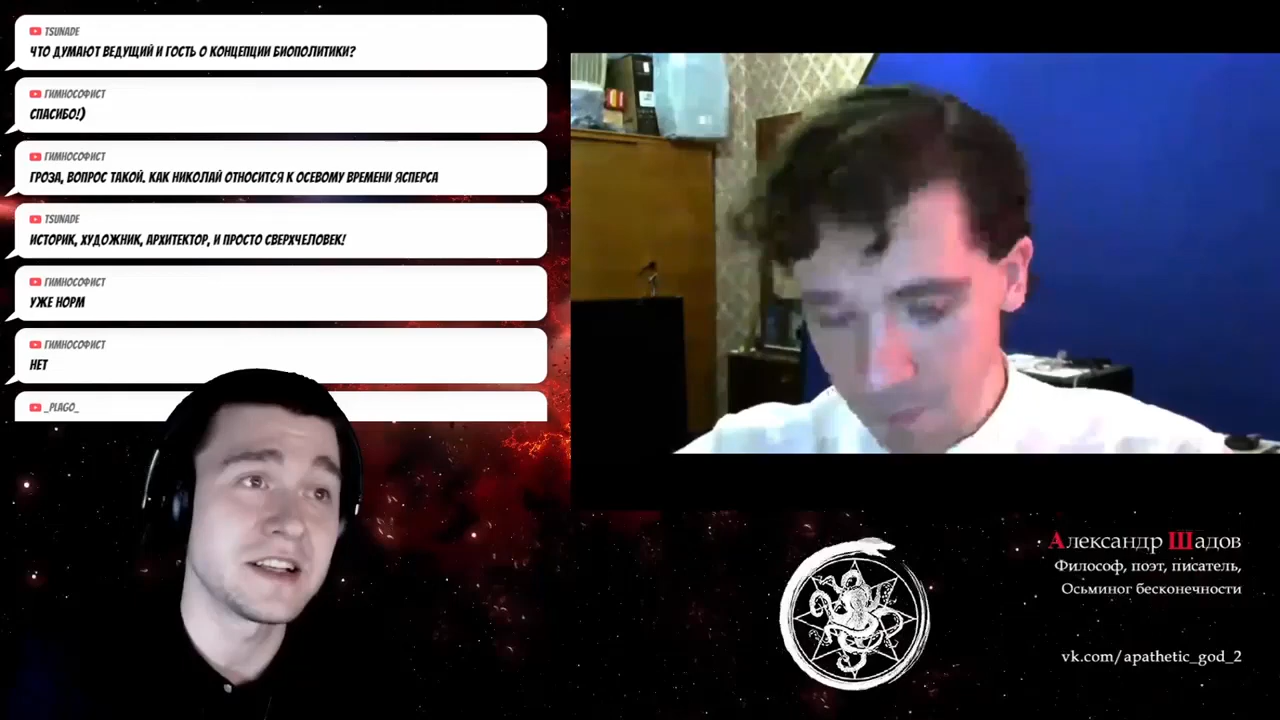 TSUNADE
ЧТО ДУМАЮТ ВЕДУЩИЙ И ГОСТЬ О КОНЦЕПЦИИ БИОПОЛИТИКИ?
ГИМНОСОФИСТ
СПАСИБО!)
ГИМНОСОФИСТ
ГРОЗА, ВОПРОС ТАКОЙ. КАК НИКОЛАЙ ОТНОСИТСЯ К ОСЕВОМУ ВРЕМЕНИ ЯСПЕРСА
TSUNADE
ИСТОРИК, ХУДОЖНИК, АРХИТЕКТОР, И ПРОСТО СВЕРХЧЕЛОВЕК!
ГИМНОСОФИСТ
УЖЕ НОРМ
ГИМНОСОФИСТ
НЕТ
_PLAGO_
Александр Шадов
Философ, поэт, писатель,
Осьминог бесконечности
vk.com/apathetic_god_2